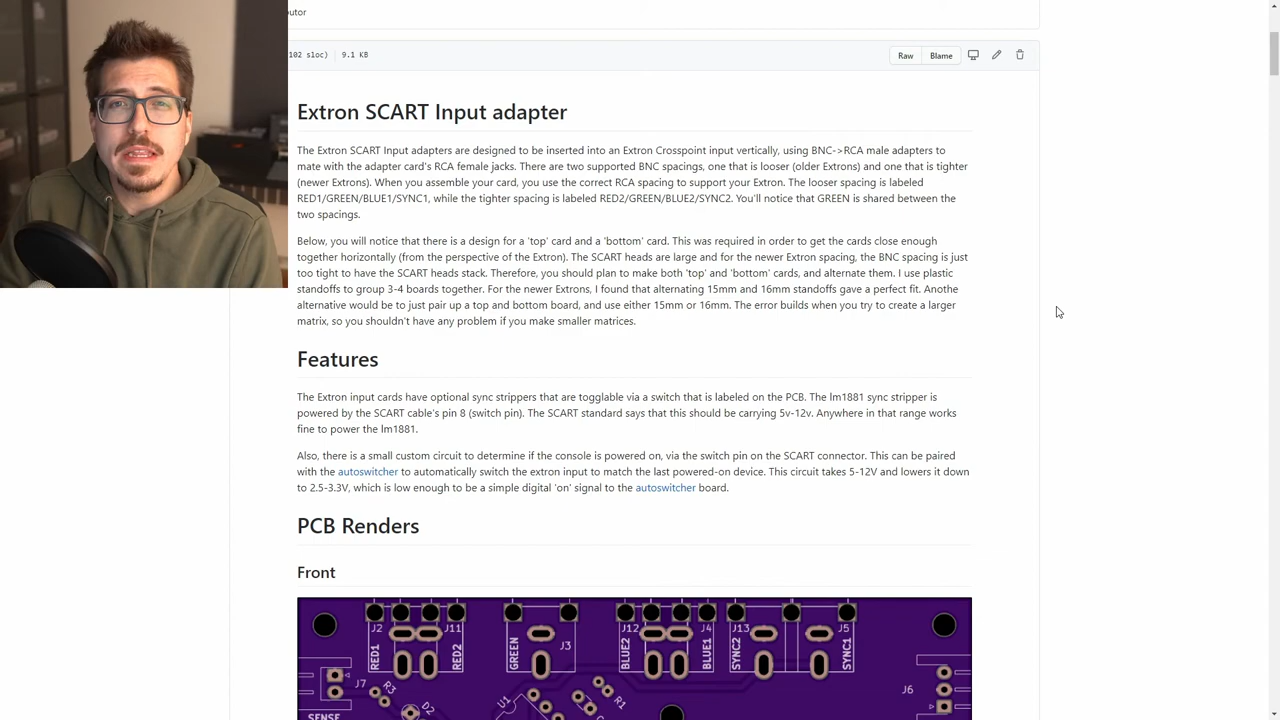 utor
102 sloc) 9.1 KB
Raw Blame
Extron SCART Input adapter
The Extron SCART Input adapters are designed to be inserted into an Extron Crosspoint input vertically, using BNC->RCA male adapters to
mate with the adapter card's RCA female jacks. There are two supported BNC spacings, one that is looser (older Extrons) and one that is tighter
(newer Extrons). When you assemble your card, you use the correct RCA spacing to support your Extron. The looser spacing is labeled
RED1/GREEN/BLUE1/SYNC1, while the tighter spacing is labeled RED2/GREEN/BLUE2/SYNC2. You'll notice that GREEN is shared between the
two spacings.
Below, you will notice that there is a design for a 'top' card and a 'bottom' card. This was required in order to get the cards close enough
together horizontally (from the perspective of the Extron). The SCART heads are large and for the newer Extron spacing, the BNC spacing is just
too tight to have the SCART heads stack. Therefore, you should plan to make both 'top' and 'bottom' cards, and alternate them. I use plastic
standoffs to group 3-4 boards together. For the newer Extrons, I found that alternating 15mm and 16mm standoffs gave a perfect fit. Anothe
alternative would be to just pair up a top and bottom board, and use either 15mm or 16mm. The error builds when you try to create a larger
matrix, so you shouldn't have any problem if you make smaller matrices.
Features
The Extron input cards have optional sync strippers that are togglable via a switch that is labeled on the PCB. The lm1881 sync stripper is
powered by the SCART cable's pin 8 (switch pin). The SCART standard says that this should be carrying 5v-12v. Anywhere in that range works
fine to power the lm1881.
Also, there is a small custom circuit to determine if the console is powered on, via the switch pin on the SCART connector. This can be paired
with the autoswitcher to automatically switch the extron input to match the last powered-on device. This circuit takes 5-12V and lowers it down
to 2.5-3.3V, which is low enough to be a simple digital 'on' signal to the autoswitcher board.
PCB Renders
Front
J2 J11 J3 J12 J4 J13 J5
RED1 RED2 GREEN BLUE2 BLUE1 SYNC2 SYNC1
J7 R3 D2 U1 R1 J6
SENSE